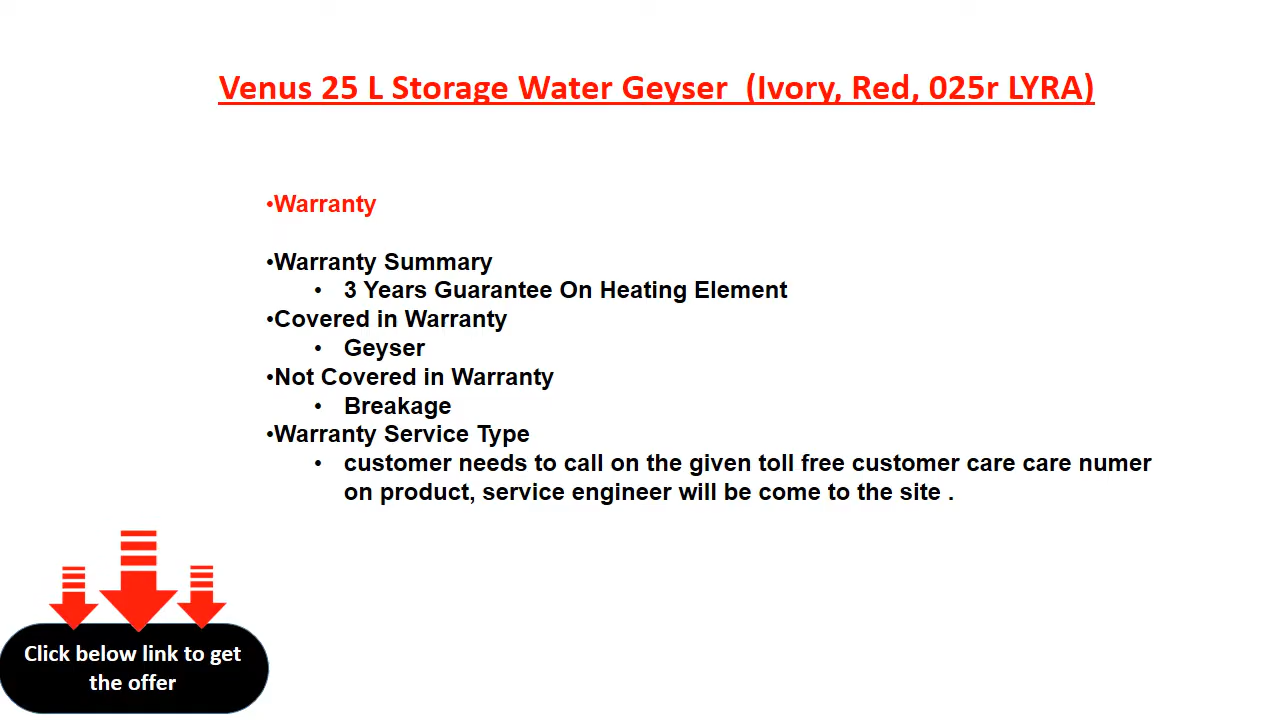 Venus 25 L Storage Water Geyser  (Ivory, Red, 025r LYRA)
•Warranty
•Warranty Summary
• 3 Years Guarantee On Heating Element
•Covered in Warranty
• Geyser
•Not Covered in Warranty
• Breakage
•Warranty Service Type
• customer needs to call on the given toll free customer care care numer
on product, service engineer will be come to the site .
Click below link to get
the offer